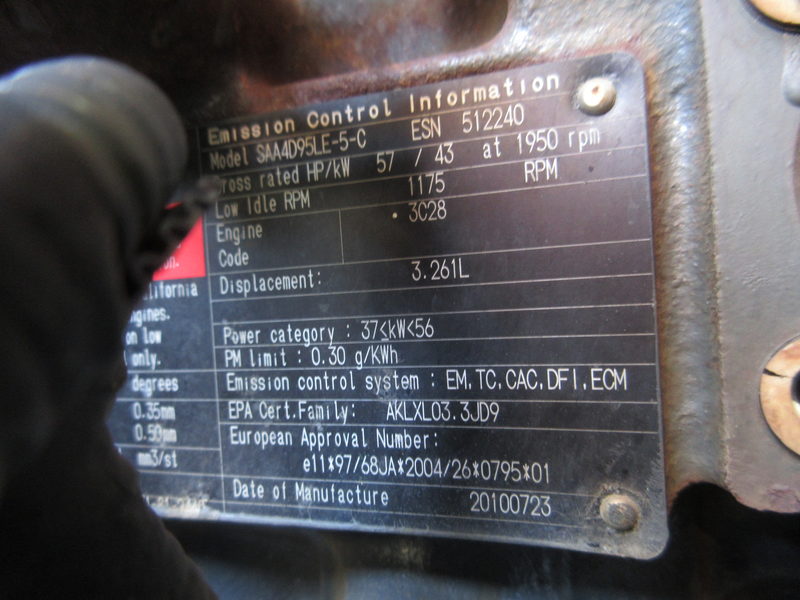 Emission Control Information
Model SAA4D95LE-5-C ESN 512240
Gross rated HP/kW 57 / 43 at 1950 rpm
Low Idle RPM 1175 RPM
Engine 3C28
Code
Displacement: 3.261L
Power category : 37≤kW<56
PM limit : 0.30 g/KWh
Emission control system : EM,TC,CAC,DFI,ECM
EPA Cert.Family: AKLXL03.3JD9
European Approval Number:
e11*97/68JA*2004/26*0795*01
Date of Manufacture 20100723
on low
only.
degrees
0.35mm
0.50mm
mm3/st